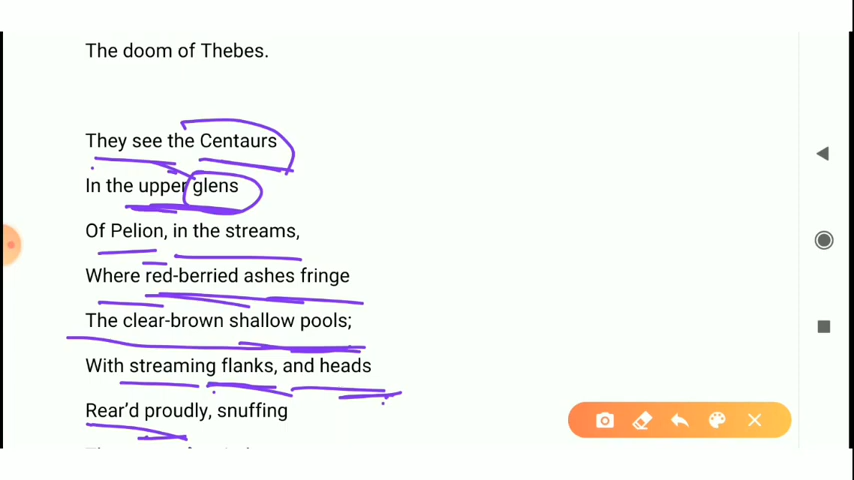 The doom of Thebes.
They see the Centaurs
In the upper glens
Of Pelion, in the streams,
Where red-berried ashes fringe
The clear-brown shallow pools;
With streaming flanks, and heads
Rear'd proudly, snuffing